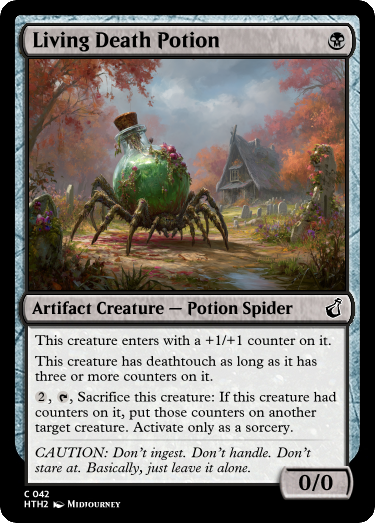 Living Death Potion
Artifact Creature — Potion Spider
This creature enters with a +1/+1 counter on it.
This creature has deathtouch as long as it has
three or more counters on it.
2, , Sacrifice this creature: If this creature had
counters on it, put those counters on another
target creature. Activate only as a sorcery.
CAUTION: Don't ingest. Don't handle. Don't
stare at. Basically, just leave it alone.
0/0
C 042
HTH2 Midjourney